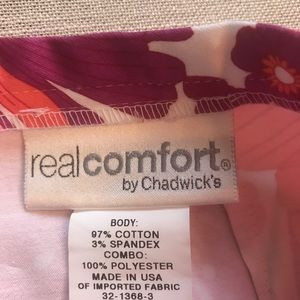 realcomfort®
by Chadwick's
BODY:
97% COTTON
3% SPANDEX
COMBO:
100% POLYESTER
MADE IN USA
OF IMPORTED FABRIC
32-1368-3